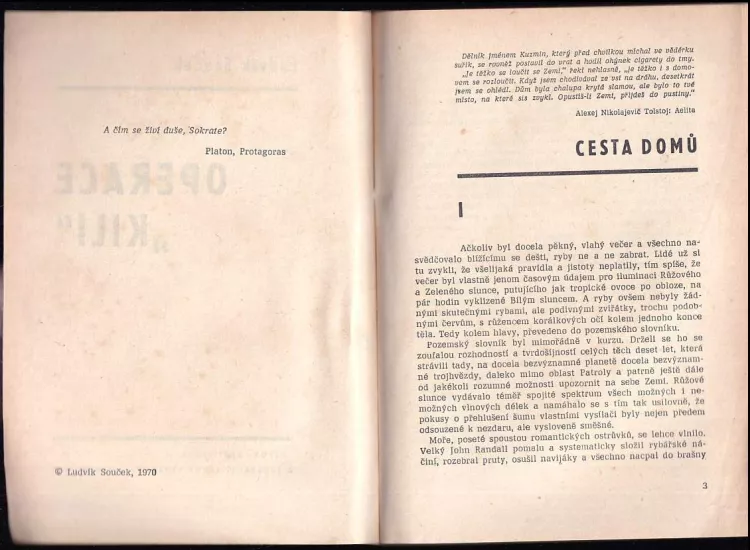 A čím se živí duše, Sokrate?
Platon, Protagoras
© Ludvík Souček, 1970
Dělník jménem Kuzmin, který před chvilkou míchal ve věděrku
suřík, se rovněž postavil do vrat a hodil ohýnek cigarety do tmy.
„Je těžko se loučit se Zemí,“ řekl nehlasně, „je těžko i s domo-
vem se rozloučit. Když jsem chodívával ze vsi na dráhu, desetkrát
jsem se ohlédl. Dům byla chalupa krytá slamou, ale bylo to tvé
místo, na které sis zvykl. Opustíš-li Zemi, přijdeš do pustiny.“
Alexej Nikolajevič Tolstoj: Aelita
CESTA DOMŮ
I
Ačkoliv byl docela pěkný, vlahý večer a všechno na-
svědčovalo blížícímu se dešti, ryby ne a ne zabrat. Lidé už si
tu zvykli, že všelijaká pravidla a jistoty neplatily, tím spíše, že
večer byl vlastně jenom časovým údajem pro iluminaci Růžového
a Zeleného slunce, putujícího jak tropické ovoce po obloze, na
pár hodin vyklizené Bílým sluncem. A ryby ovšem nebyly žád-
nými skutečnými rybami, ale podivnými zvířátky, trochu podob-
nými červům, s růžencem korálkových očí kolem jednoho konce
těla. Tedy kolem hlavy, převedeno do pozemského slovníku.
Pozemský slovník byl mimořádně v kurzu. Drželi se ho se
zoufalou rozhodností a tvrdošíjností celých těch deset let, která
strávili tady, na docela bezvýznamné planetě docela bezvýznam-
né trojhvězdy, daleko mimo oblast Patroly a patrně ještě dále
od jakékoli rozumné možnosti upozornit na sebe Zemi. Růžové
slunce vydávalo téměř spojité spektrum všech možných i ne-
možných vlnových délek a namáhalo se s tím tak usilovně, že
pokusy o přehlušení šumu vlastními vysílači byly nejen předem
odsouzené k nezdaru, ale vysloveně směšné.
Moře, poseté spoustou romantických ostrůvků, se lehce vlnilo.
Velký John Randall pomalu a systematicky složil rybářské ná-
činí, rozebral pruty, osušil navijáky a všechno nacpal do brašny
3